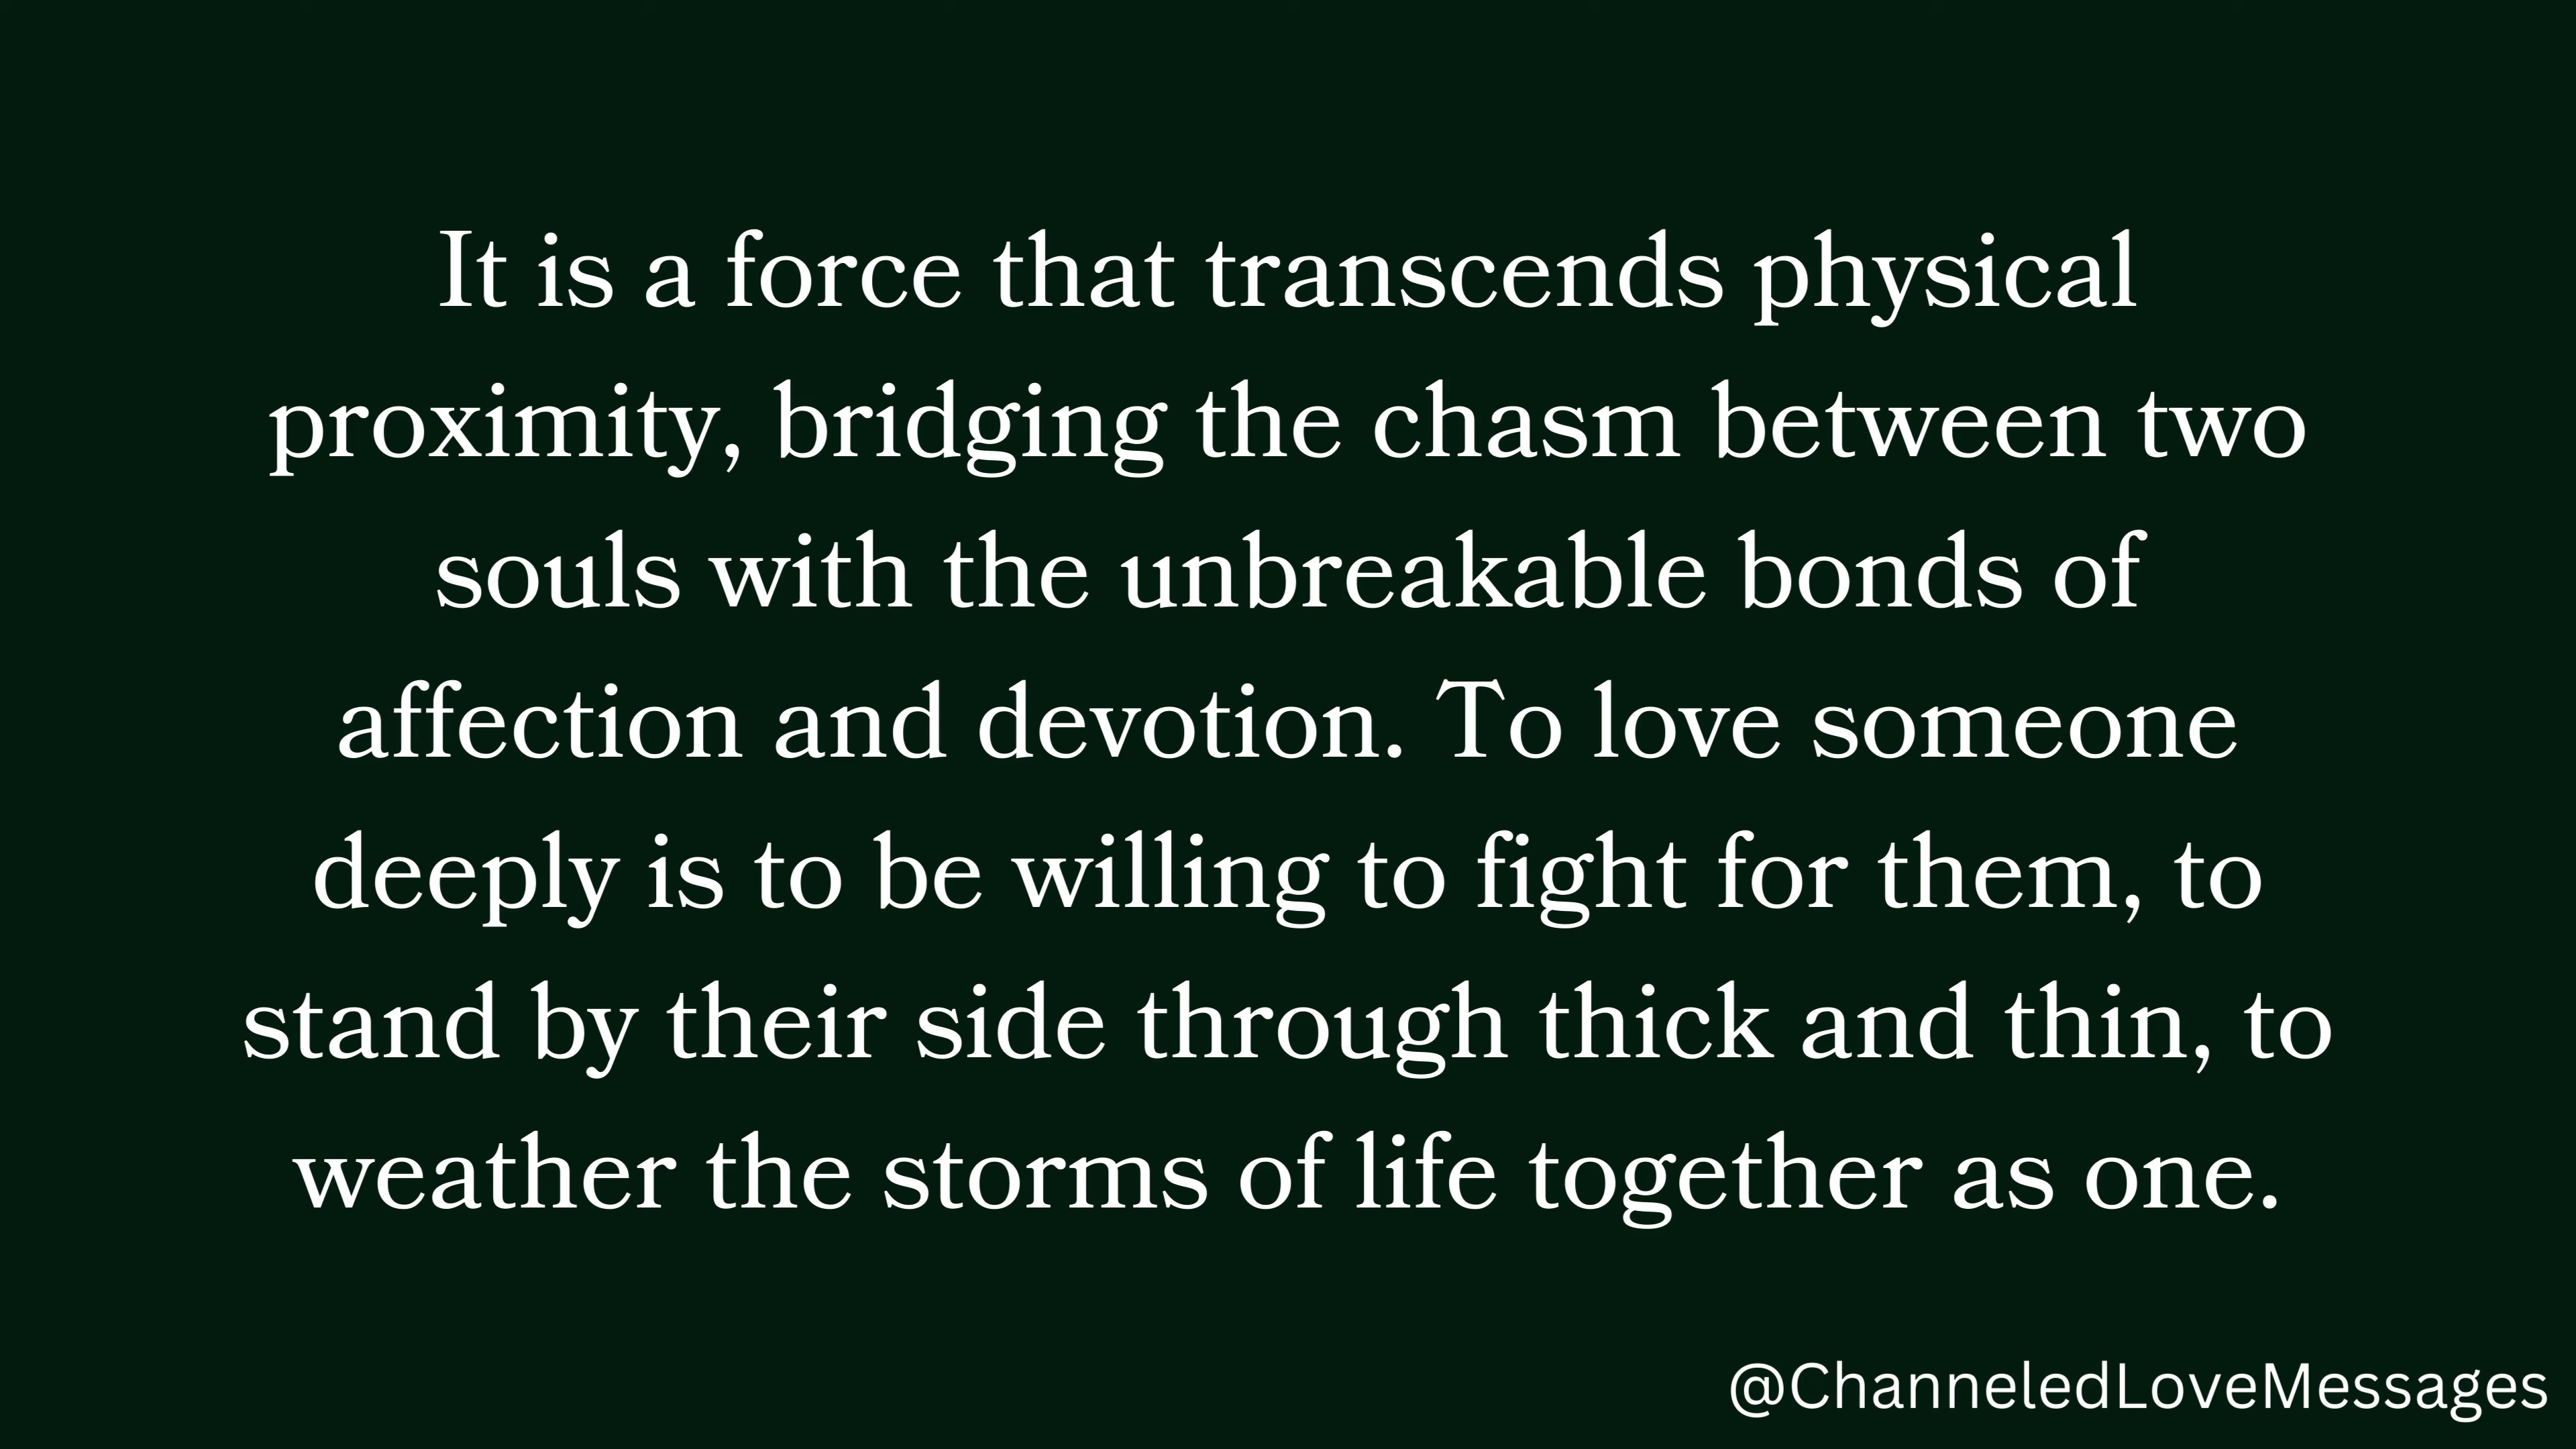 It is a force that transcends physical
proximity, bridging the chasm between two
souls with the unbreakable bonds of
affection and devotion. To love someone
deeply is to be willing to fight for them, to
stand by their side through thick and thin, to
weather the storms of life together as one.
@ChanneledLoveMessages